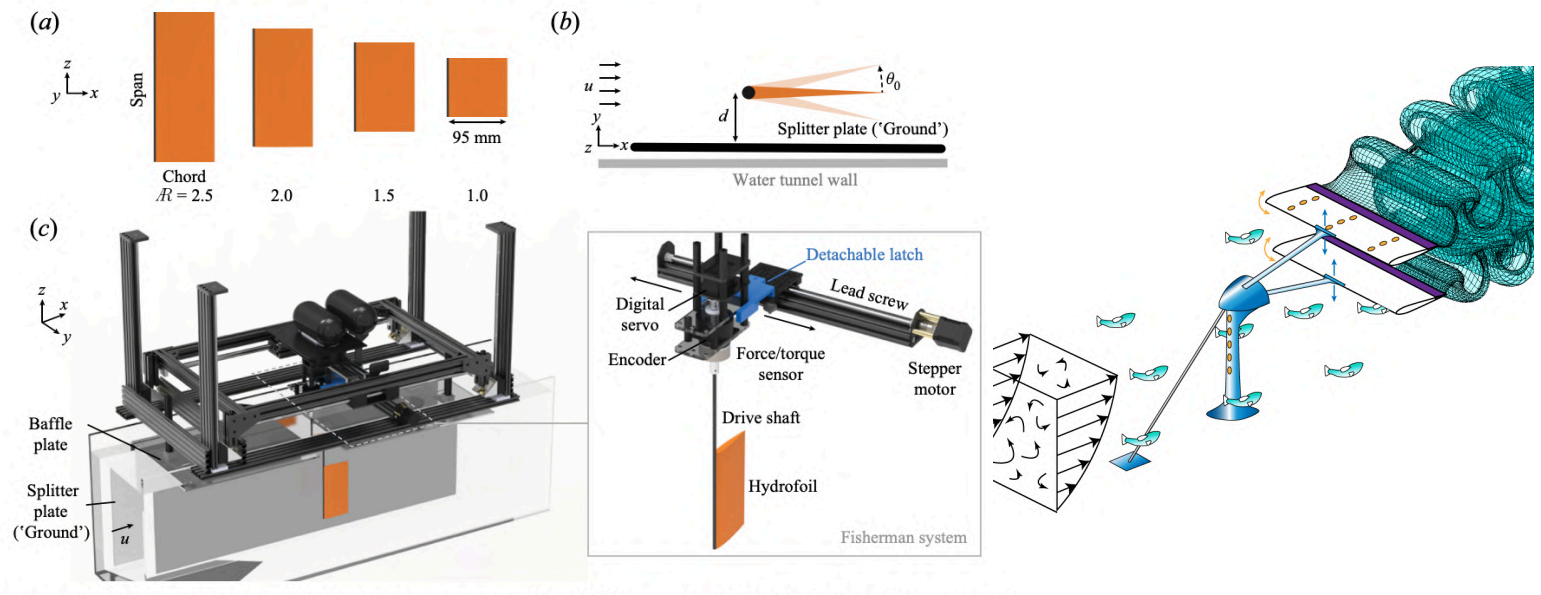 (a)
z
y
x
Span
95 mm
Chord
Æ = 2.5
2.0
1.5
1.0
(b)
u
y
z
x
d
θ0
Splitter plate (‘Ground’)
Water tunnel wall
(c)
z
x
y
Baffle
plate
Splitter
plate
(‘Ground’)
u
Detachable latch
Digital
servo
Lead screw
Encoder
Force/torque
sensor
Stepper
motor
Drive shaft
Hydrofoil
Fisherman system